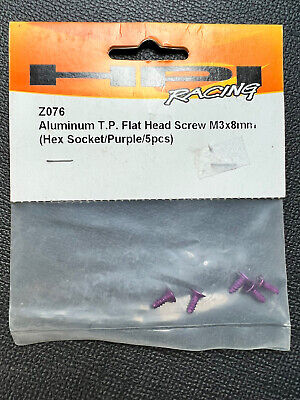 HPI
RACING
Z076
Aluminum T.P. Flat Head Screw M3x8mm
(Hex Socket/Purple/5pcs)